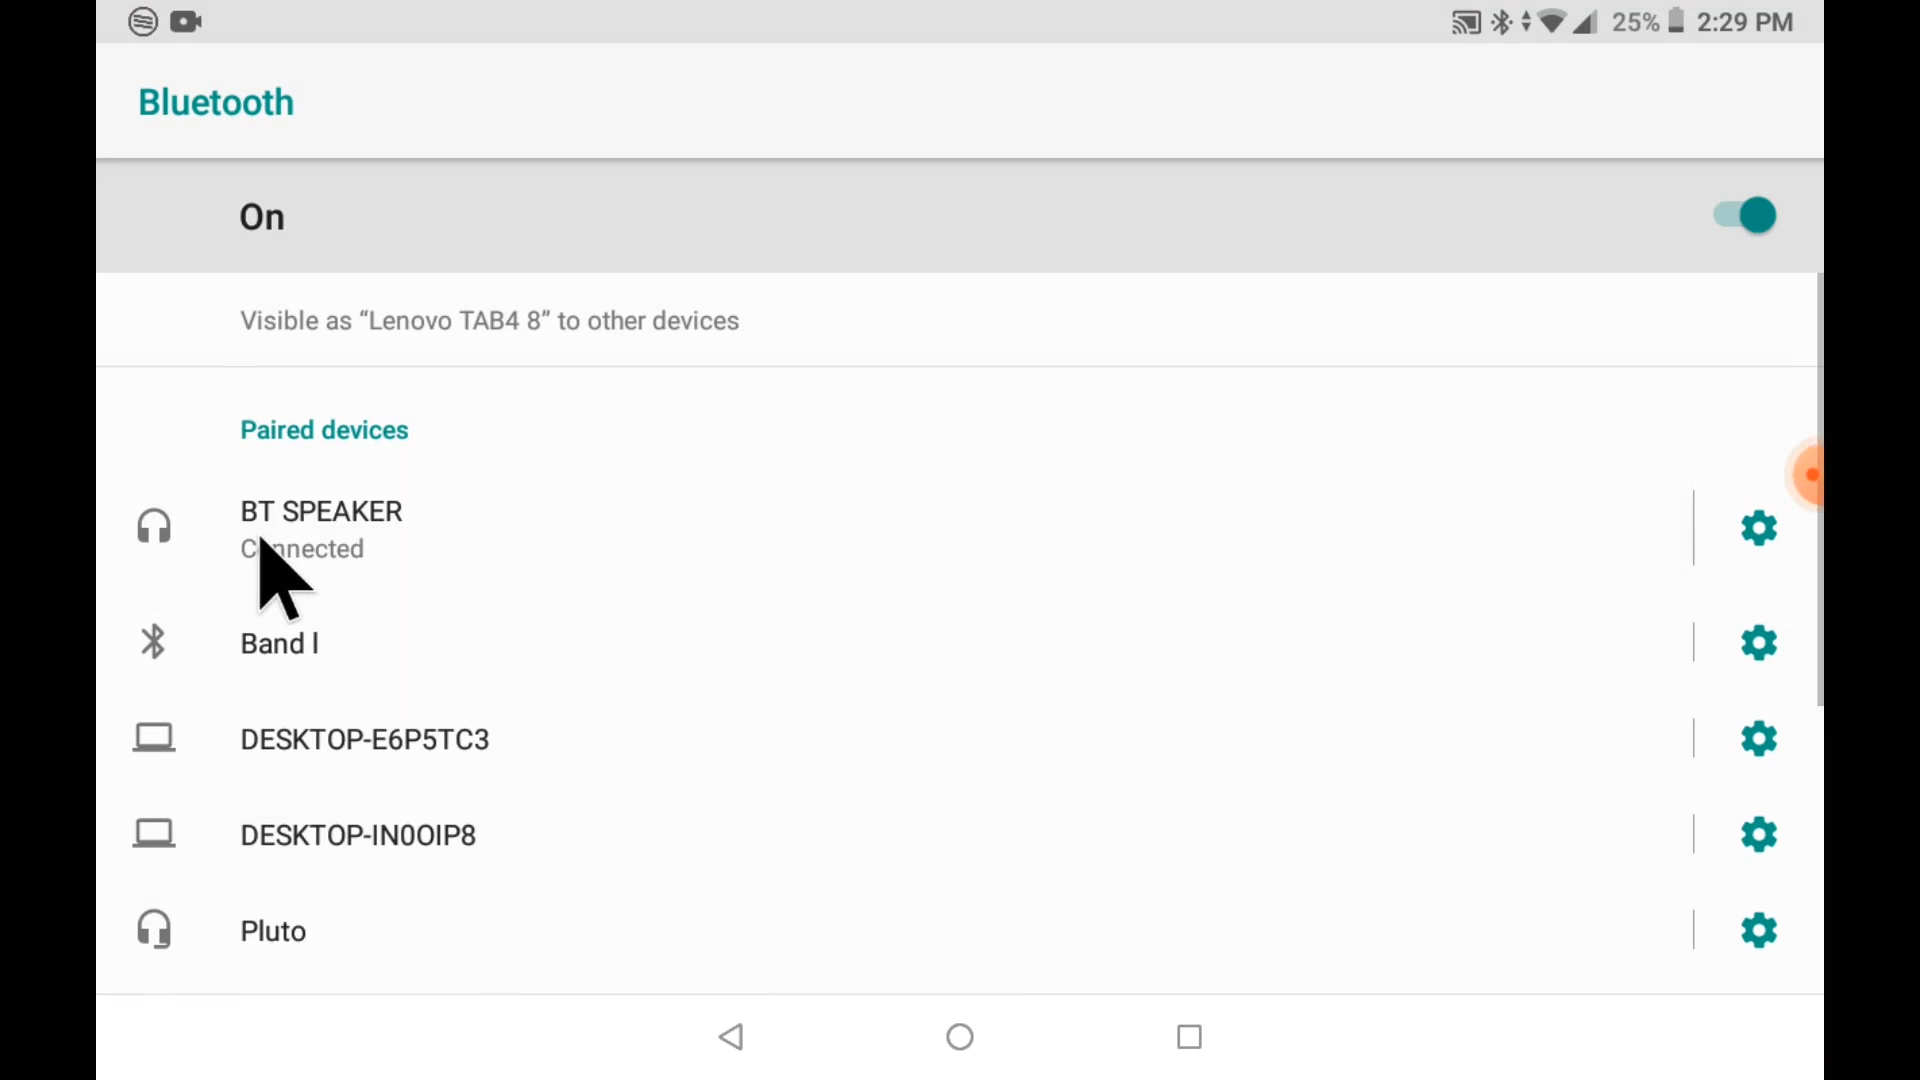 25% 2:29 PM
Bluetooth
On
Visible as “Lenovo TAB4 8” to other devices
Paired devices
BT SPEAKER
Connected
Band I
DESKTOP-E6P5TC3
DESKTOP-IN0OIP8
Pluto